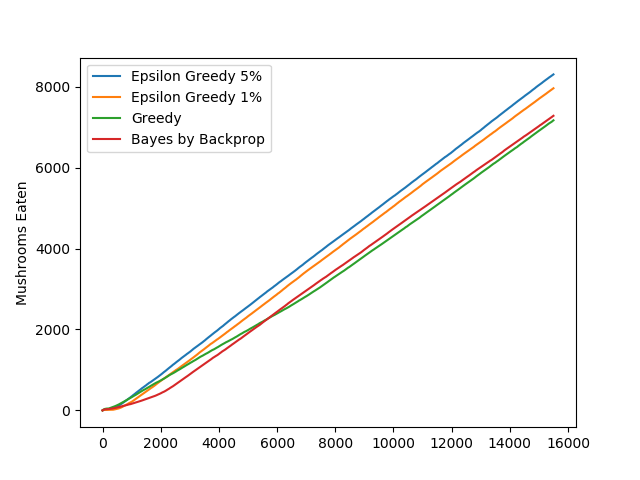 Epsilon Greedy 5%
Epsilon Greedy 1%
Greedy
Bayes by Backprop
Mushrooms Eaten
8000
6000
4000
2000
0
0 2000 4000 6000 8000 10000 12000 14000 16000